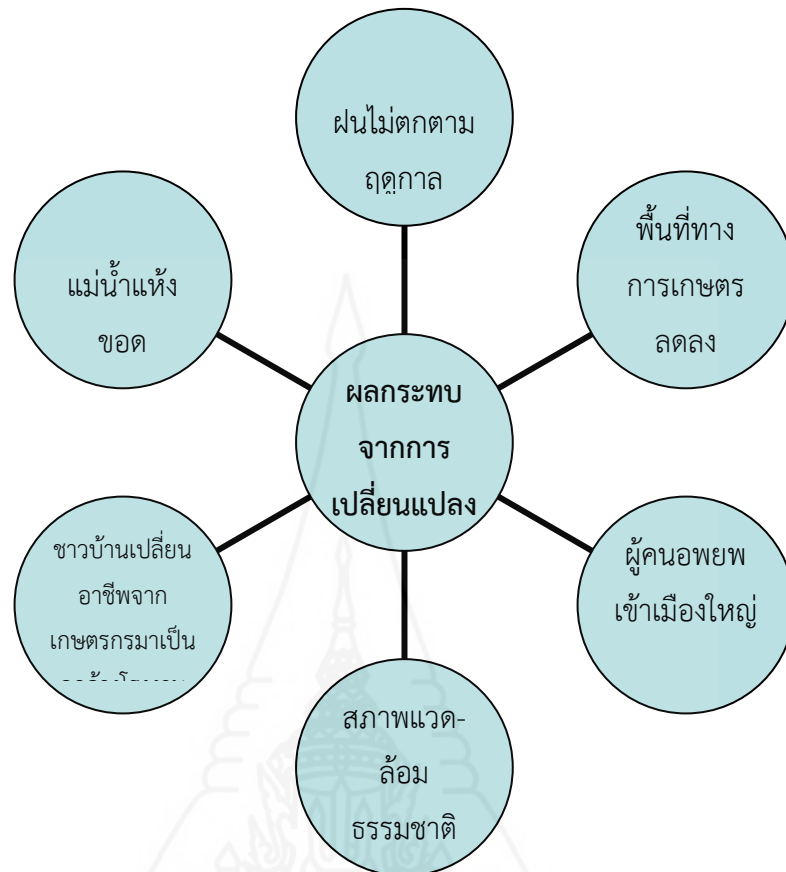 ฝนไม่ตกตาม
ฤดูกาล
พื้นที่ทาง
การเกษตร
ลดลง
แม่น้ำแห้ง
ขอด
ผลกระทบ
จากการ
เปลี่ยนแปลง
ชาวบ้านเปลี่ยน
อาชีพจาก
เกษตรกรมาเป็น
ผู้คนอพยพ
เข้าเมืองใหญ่
สภาพแวด-
ล้อม
ธรรมชาติ